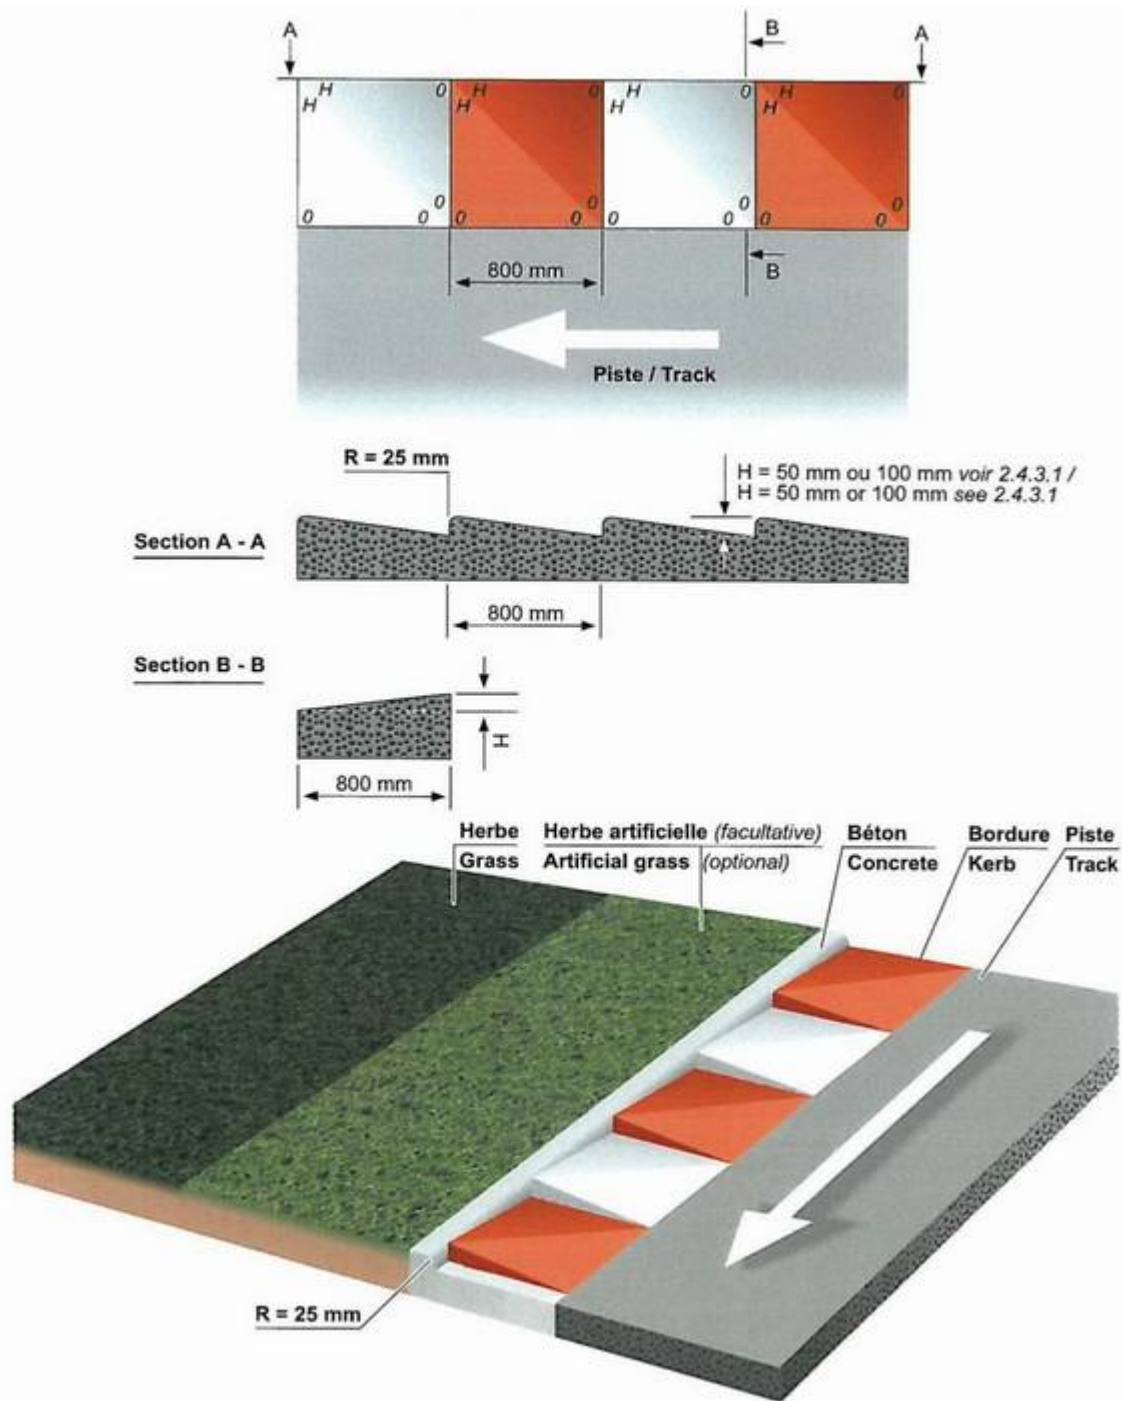 A
B
A
H H 0 H H 0 H H 0 H H 0
0 0 0 0 0 0 0 0 0 0 0 0
800 mm
B
Piste / Track
R = 25 mm
H = 50 mm ou 100 mm voir 2.4.3.1 /
H = 50 mm or 100 mm see 2.4.3.1
Section A - A
800 mm
Section B - B
H
800 mm
Herbe
Grass
Herbe artificielle (facultative)
Artificial grass (optional)
Béton
Concrete
Bordure
Kerb
Piste
Track
R = 25 mm